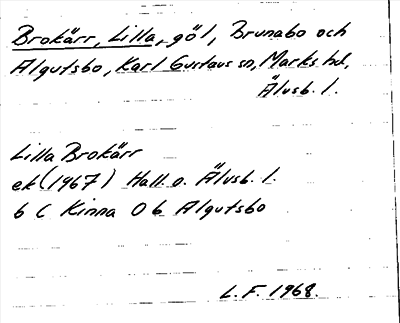 Brokärr, Lilla, göl, Brunabo och
Algutsbo, Karl Gustavs sn, Marks hd,
Älvsb. l.
Lilla Brokärr
ek (1967) Hall. o. Älvsb. l.
6 C Kinna 0 b Algutsbo
L. F. 1968.